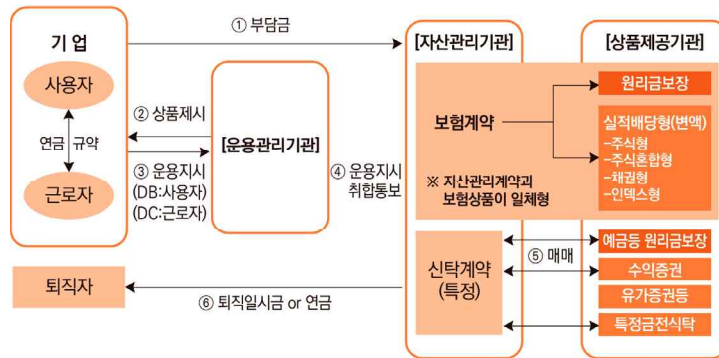 ① 부담금
기 업
사용자
연금 규약
근로자
퇴직자
② 상품제시
③ 운용지시
(DB:사용자)
(DC:근로자)
[운용관리기관]
④ 운용지시
취합통보
⑥ 퇴직일시금 or 연금
[자산관리기관]
보험계약
※ 자산관리계약과
보험상품이 일체형
신탁계약
(특정)
⑤ 매매
[상품제공기관]
원리금보장
실적배당형(변액)
-주식형
-주식혼합형
-채권형
-인덱스형
예금등 원리금보장
수익증권
유가증권등
특정금전식탁